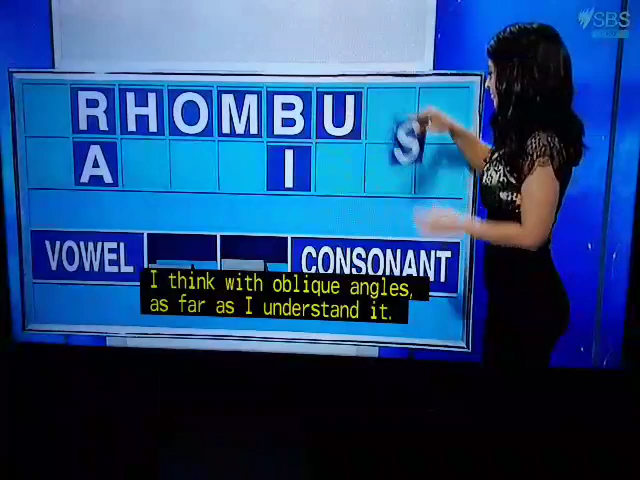 SBS
RHOMBU
S
A I
VOWEL CONSONANT
I think with oblique angles,
as far as I understand it.